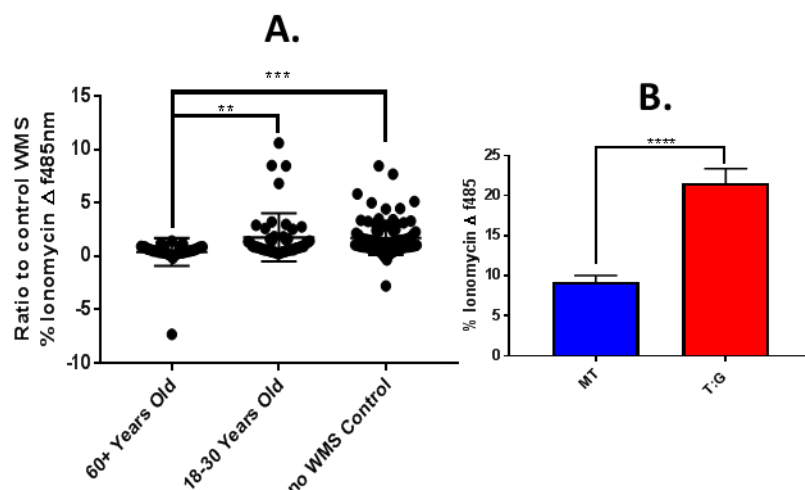 A.
***
**
15
10
5
0
-5
-10
Ratio to control WMS
% Ionomycin Δ f485nm
60+ Years Old
18-30 Years Old
no WMS Control
B.
****
25
20
15
10
5
0
% Ionomycin Δ f485
MT
T:G